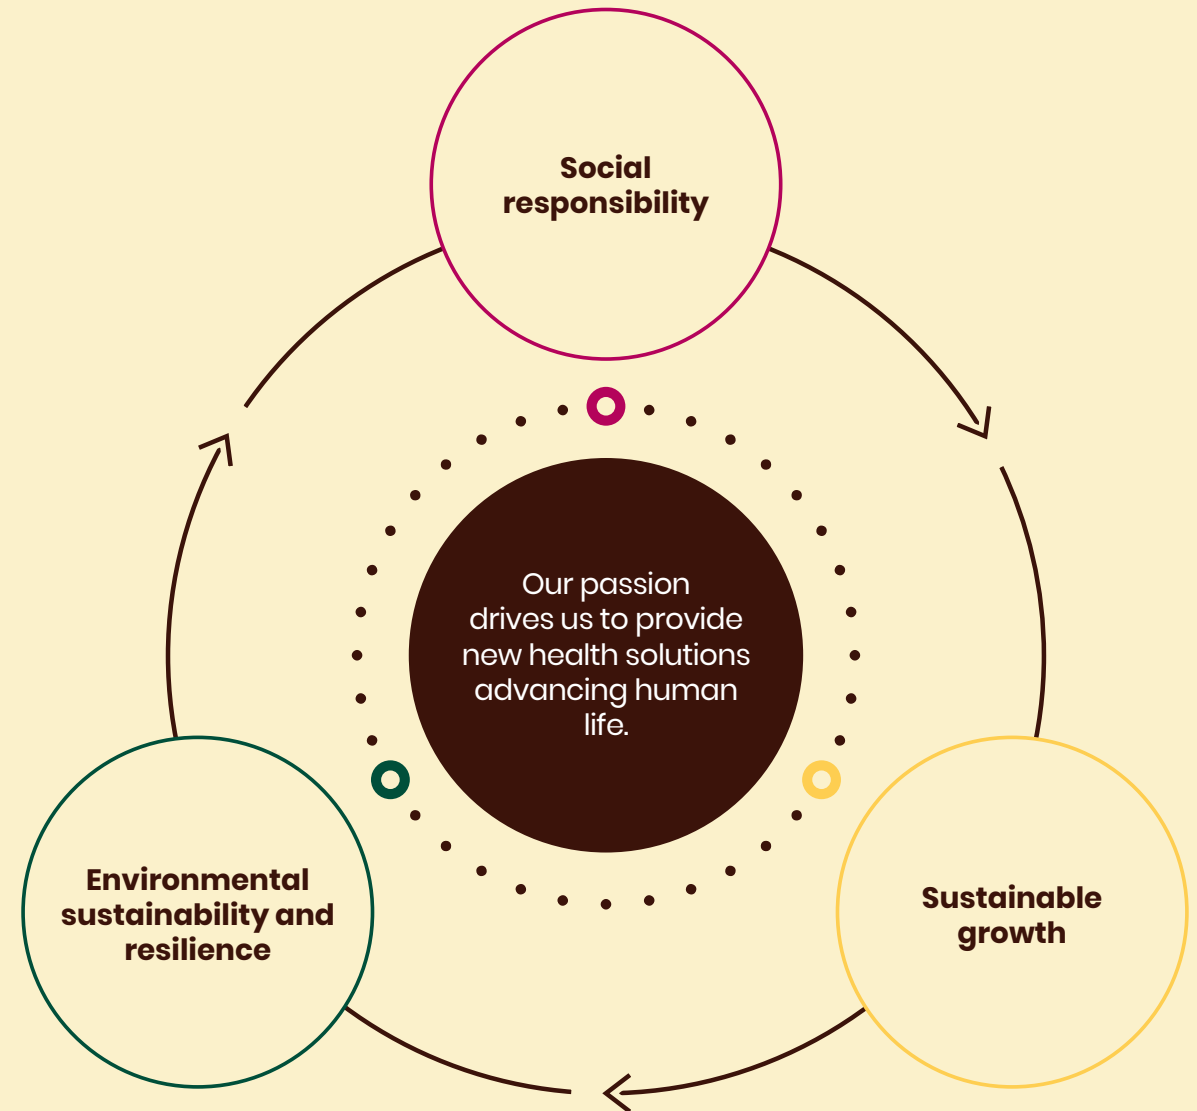 Social
responsibility
Our passion
drives us to provide
new health solutions
advancing human
life.
Environmental
sustainability and
resilience
Sustainable
growth